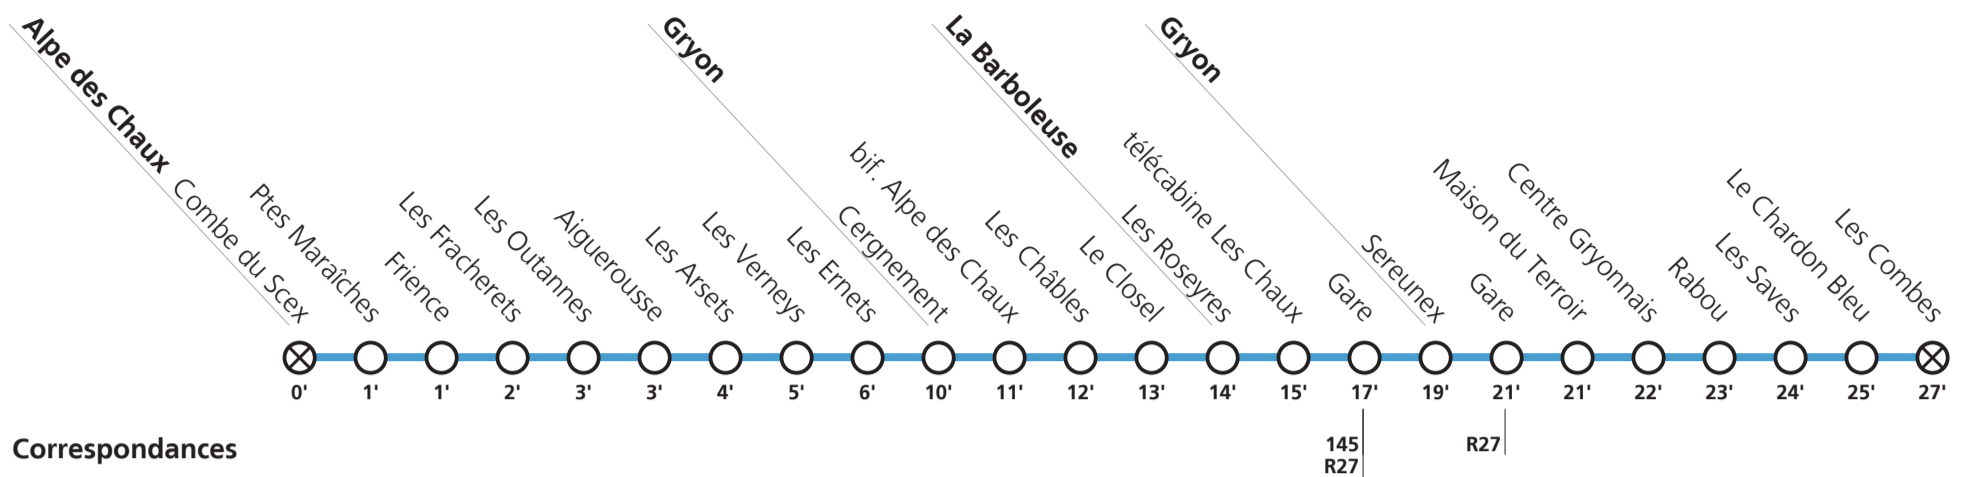 Alpe des Chaux Combe du Scex
Ptes Maraîches
Frience
Les Fracherets
Les Outannes
Aiguerousse
Les Arsets
Les Verneys
Les Ernets
Gryon Cergnement
bif. Alpe des Chaux
Les Châbles
Le Closel
La Barboleuse Les Roseyres
télécabine Les Chaux
Gare
Gryon Sereunex
Gare
Maison du Terroir
Centre Gryonnais
Rabou
Les Saves
Le Chardon Bleu
Les Combes
0' 1' 1' 2' 3' 3' 4' 5' 6' 10' 11' 12' 13' 14' 15' 17' 19' 21' 21' 22' 23' 24' 25' 27'
Correspondances
145 R27
R27